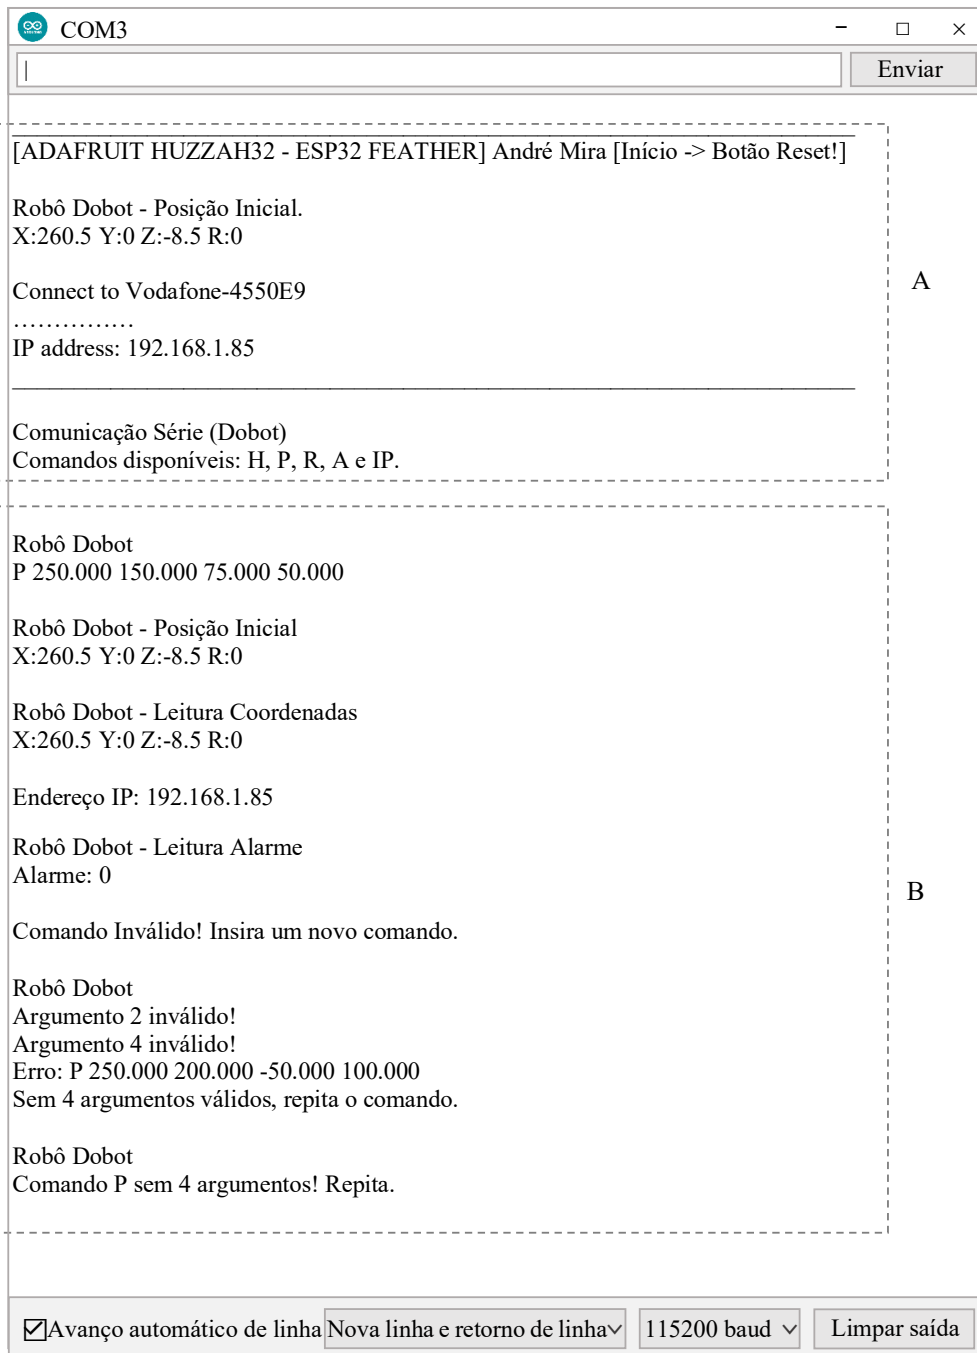 COM3
Enviar
[ADAFRUIT HUZZAH32 - ESP32 FEATHER] André Mira [Início -> Botão Reset!]
Robô Dobot - Posição Inicial.
X:260.5 Y:0 Z:-8.5 R:0
Connect to Vodafone-4550E9
……………
IP address: 192.168.1.85
A
Comunicação Série (Dobot)
Comandos disponíveis: H, P, R, A e IP.
Robô Dobot
P 250.000 150.000 75.000 50.000
Robô Dobot - Posição Inicial
X:260.5 Y:0 Z:-8.5 R:0
Robô Dobot - Leitura Coordenadas
X:260.5 Y:0 Z:-8.5 R:0
Endereço IP: 192.168.1.85
Robô Dobot - Leitura Alarme
Alarme: 0
B
Comando Inválido! Insira um novo comando.
Robô Dobot
Argumento 2 inválido!
Argumento 4 inválido!
Erro: P 250.000 200.000 -50.000 100.000
Sem 4 argumentos válidos, repita o comando.
Robô Dobot
Comando P sem 4 argumentos! Repita.
Avanço automático de linha Nova linha e retorno de linha 115200 baud Limpar saída